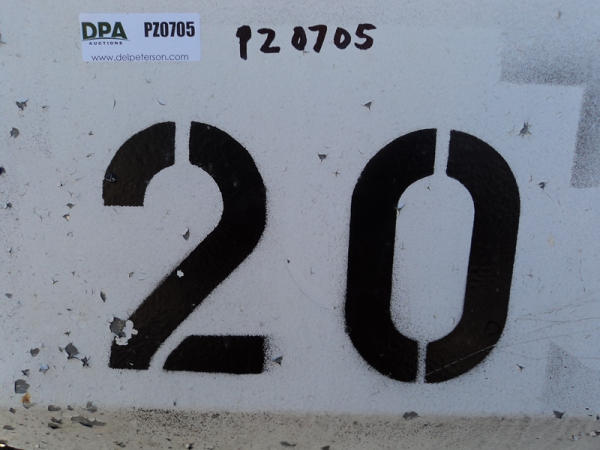 DPA PZ0705
AUCTIONS
www.delpeterson.com
PZ0705
20